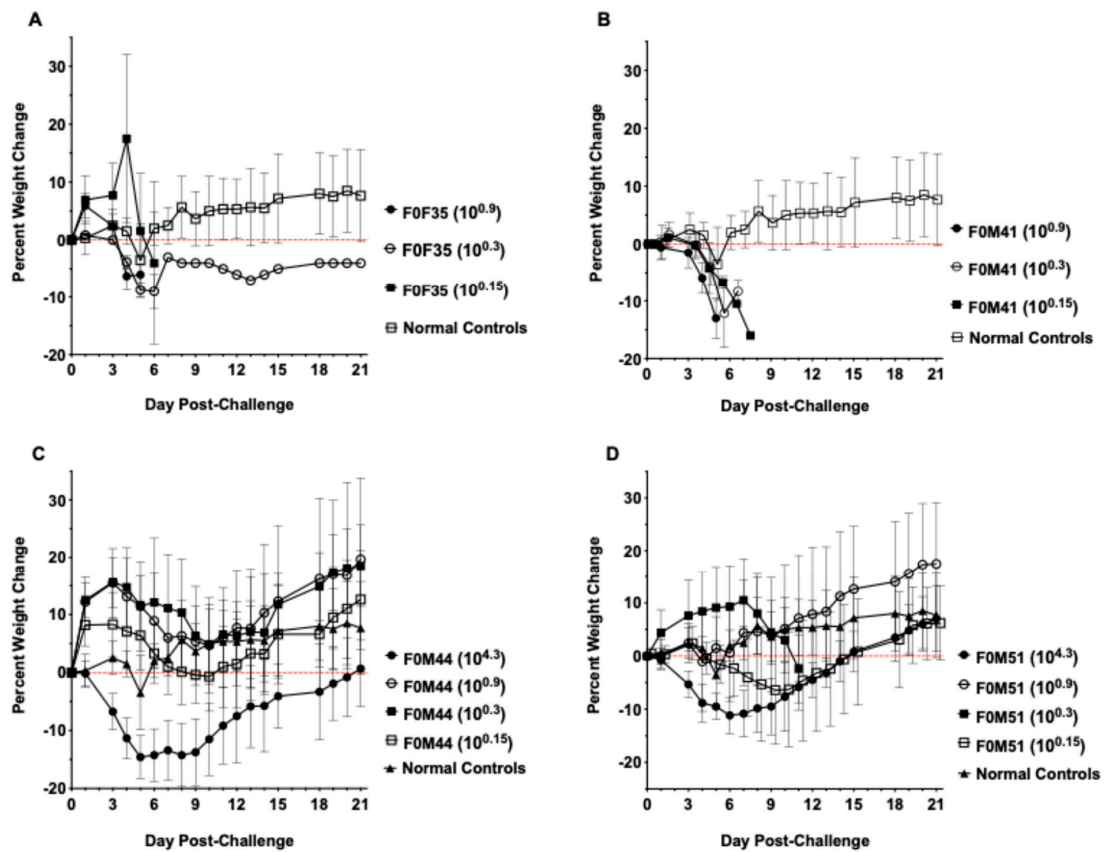 A
Percent Weight Change
30
20
10
0
-10
-20
0 3 6 9 12 15 18 21
Day Post-Challenge
F0F35 (10^0.9)
F0F35 (10^0.3)
F0F35 (10^0.15)
Normal Controls
B
Percent Weight Change
30
20
10
0
-10
-20
0 3 6 9 12 15 18 21
Day Post-Challenge
F0M41 (10^0.9)
F0M41 (10^0.3)
F0M41 (10^0.15)
Normal Controls
C
Percent Weight Change
30
20
10
0
-10
-20
0 3 6 9 12 15 18 21
Day Post-Challenge
F0M44 (10^4.3)
F0M44 (10^0.9)
F0M44 (10^0.3)
F0M44 (10^0.15)
Normal Controls
D
Percent Weight Change
30
20
10
0
-10
-20
0 3 6 9 12 15 18 21
Day Post-Challenge
F0M51 (10^4.3)
F0M51 (10^0.9)
F0M51 (10^0.3)
F0M51 (10^0.15)
Normal Controls